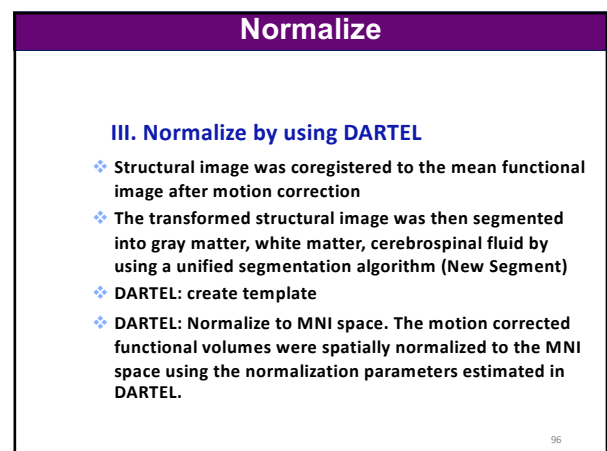 Normalize
III. Normalize by using DARTEL
Structural image was coregistered to the mean functional
image after motion correction
The transformed structural image was then segmented
into gray matter, white matter, cerebrospinal fluid by
using a unified segmentation algorithm (New Segment)
DARTEL: create template
DARTEL: Normalize to MNI space. The motion corrected
functional volumes were spatially normalized to the MNI
space using the normalization parameters estimated in
DARTEL.
96